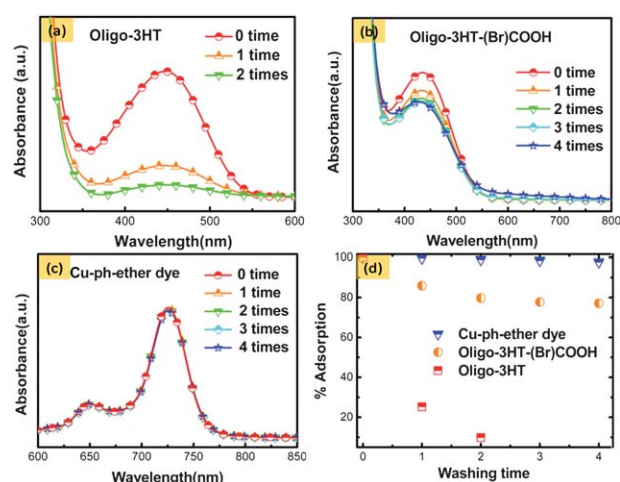 (a)
Oligo-3HT
0 time
1 time
2 times
Absorbance (a.u.)
300 400 500 600
Wavelength(nm)
(b)
Oligo-3HT-(Br)COOH
0 time
1 time
2 times
3 times
4 times
Absorbance(a.u.)
300 400 500 600 700 800
Wavelength(nm)
(c)
Cu-ph-ether dye
0 time
1 time
2 times
3 times
4 times
Absorbance(a.u.)
600 650 700 750 800 850
Wavelength(nm)
(d)
100
80
60
40
20
% Adsorption
Cu-ph-ether dye
Oligo-3HT-(Br)COOH
Oligo-3HT
0 1 2 3 4
Washing time